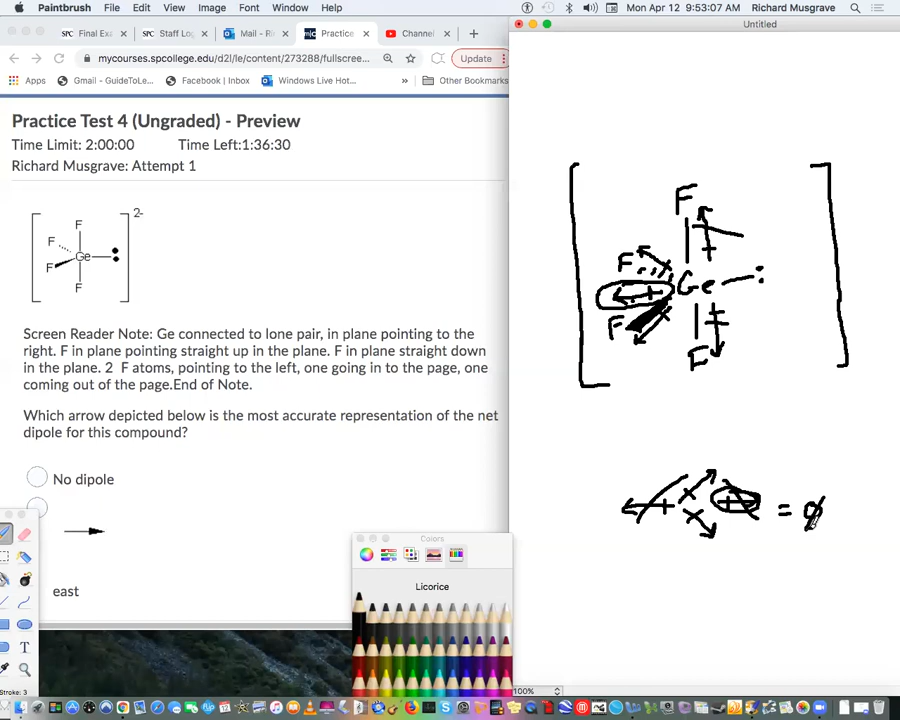 Paintbrush File Edit View Image Font Window Help
Mon Apr 12 9:53:07 AM Richard Musgrave
Final Exa
Staff Log
Mail - Ri
Practice
Channel
Untitled
mycourses.spcollege.edu/d2l/le/content/273288/fullscree...
Update
Apps
Gmail - GuideToLe...
Facebook | Inbox
Windows Live Hot...
»
Other Bookmarks
Practice Test 4 (Ungraded) - Preview
Time Limit: 2:00:00 Time Left:1:36:30
Richard Musgrave: Attempt 1
2-
F
F
Ge
F
F
Screen Reader Note: Ge connected to lone pair, in plane pointing to the
right. F in plane pointing straight up in the plane. F in plane straight down
in the plane. 2 F atoms, pointing to the left, one going in to the page, one
coming out of the page.End of Note.
Which arrow depicted below is the most accurate representation of the net
dipole for this compound?
No dipole
east
F
F
Ge
F
F
= 0
Colors
Licorice
T
Stroke: 3
100%